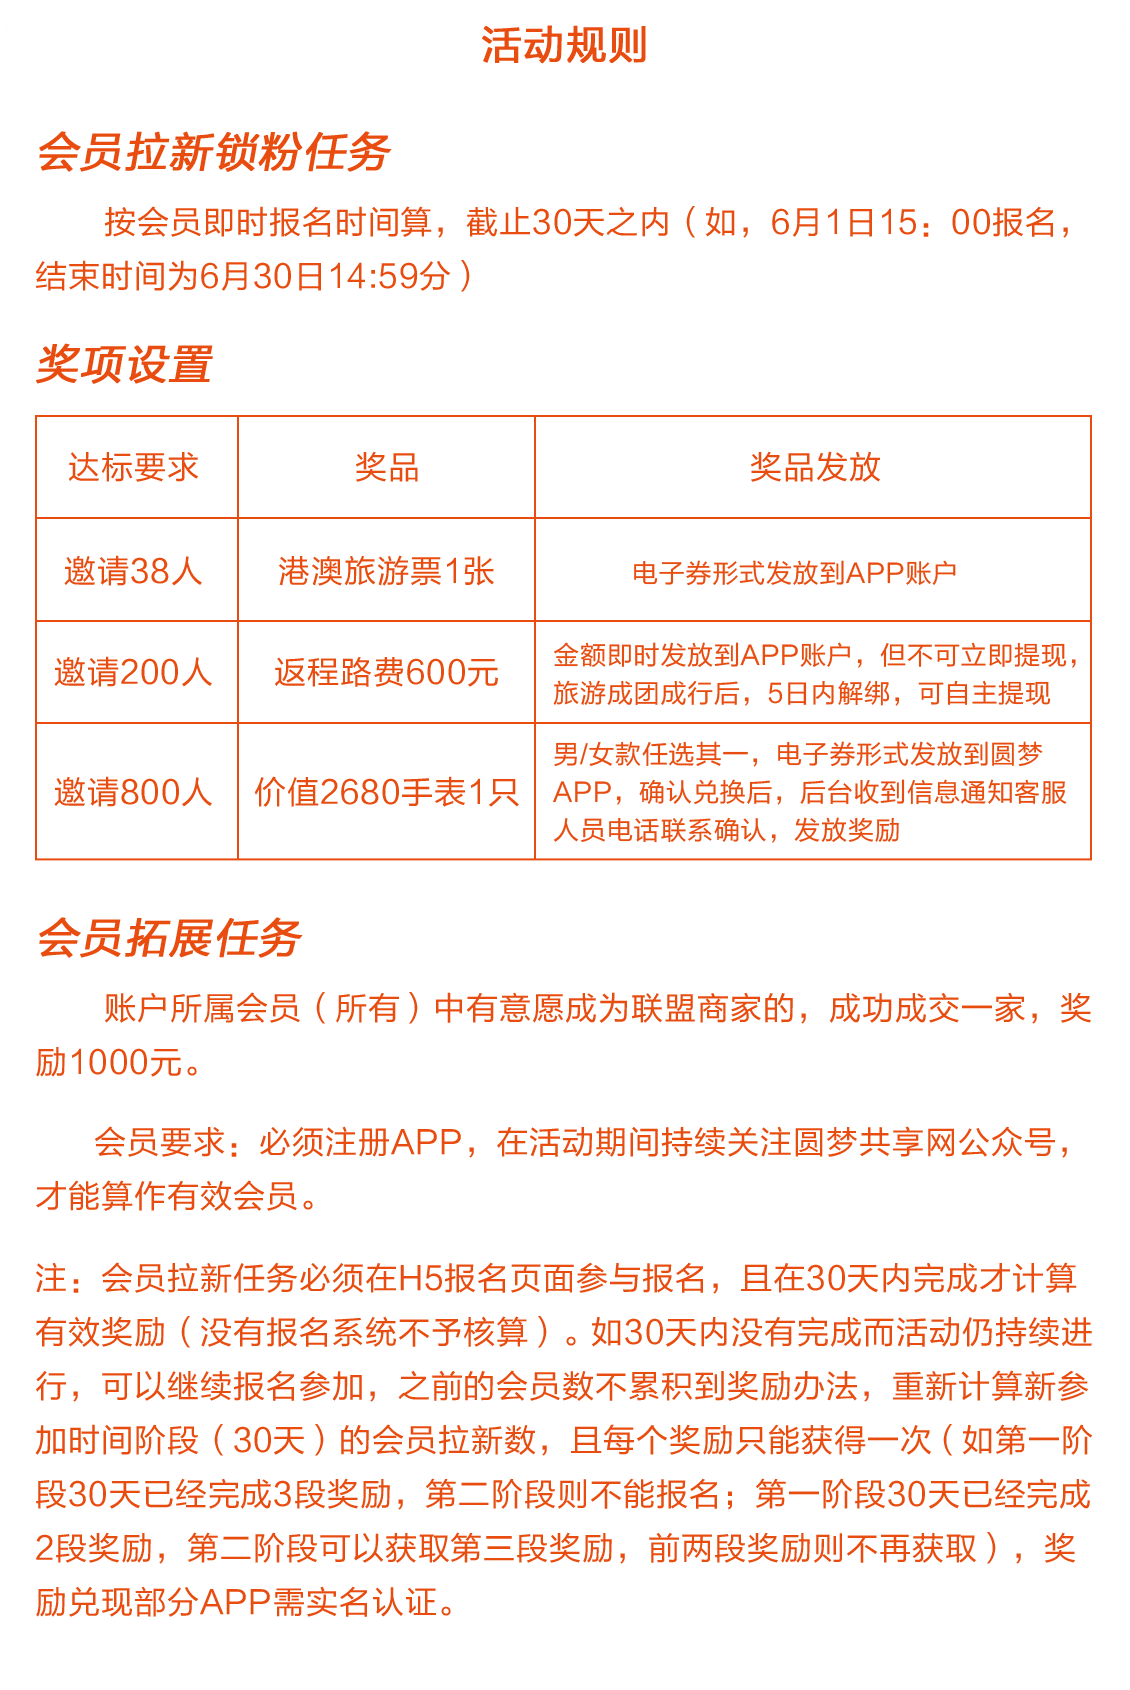 活动规则
会员拉新锁粉任务
按会员即时报名时间算，截止30天之内（如，6月1日15：00报名，
结束时间为6月30日14:59分）
奖项设置
达标要求 奖品 奖品发放
邀请38人 港澳旅游票1张 电子券形式发放到APP账户
邀请200人 返程路费600元 金额即时发放到APP账户，但不可立即提现，
旅游成团成行后，5日内解绑，可自主提现
邀请800人 价值2680手表1只 男/女款任选其一，电子券形式发放到圆梦
APP，确认兑换后，后台收到信息通知客服
人员电话联系确认，发放奖励
会员拓展任务
账户所属会员（所有）中有意愿成为联盟商家的，成功成交一家，奖
励1000元。
会员要求：必须注册APP，在活动期间持续关注圆梦共享网公众号，
才能算作有效会员。
注：会员拉新任务必须在H5报名页面参与报名，且在30天内完成才计算
有效奖励（没有报名系统不予核算）。如30天内没有完成而活动仍持续进
行，可以继续报名参加，之前的会员数不累积到奖励办法，重新计算新参
加时间阶段（30天）的会员拉新数，且每个奖励只能获得一次（如第一阶
段30天已经完成3段奖励，第二阶段则不能报名；第一阶段30天已经完成
2段奖励，第二阶段可以获取第三段奖励，前两段奖励则不再获取），奖
励兑现部分APP需实名认证。